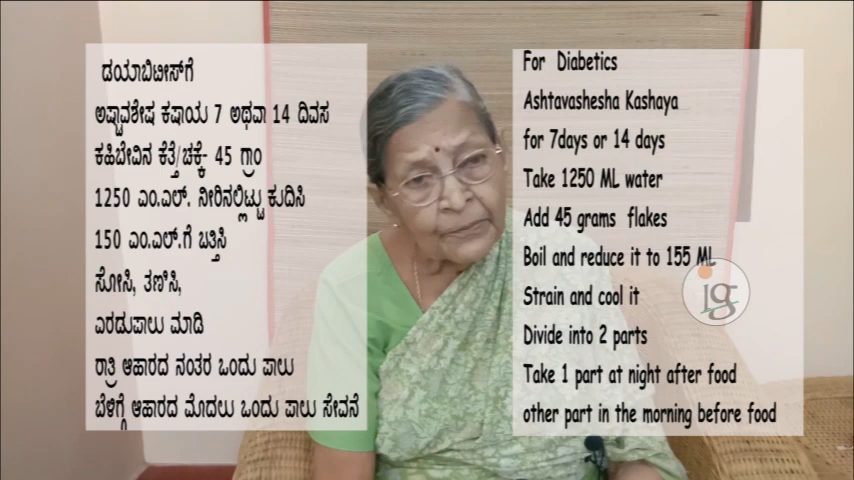 ಡಯಾಬಿಟೀಸ್‌ಗೆ
ಅಷ್ಟಾವಶೇಷ ಕಷಾಯ 7 ಅಥವಾ 14 ದಿವಸ
ಕಹಿಬೇವಿನ ಕೆತ್ತೆ/ಚಕ್ಕೆ- 45 ಗ್ರಾಂ
1250 ಎಂ.ಎಲ್. ನೀರಿನಲ್ಲಿಟ್ಟು ಕುದಿಸಿ
150 ಎಂ.ಎಲ್.ಗೆ ಬತ್ತಿಸಿ
ಸೋಸಿ, ತಣಿಸಿ,
ಎರಡುಪಾಲು ಮಾಡಿ
ರಾತ್ರಿ ಆಹಾರದ ನಂತರ ಒಂದು ಪಾಲು
ಬೆಳಿಗ್ಗೆ ಆಹಾರದ ಮೊದಲು ಒಂದು ಪಾಲು ಸೇವನೆ
For Diabetics
Ashtavashesha Kashaya
for 7days or 14 days
Take 1250 ML water
Add 45 grams flakes
Boil and reduce it to 155 ML
Strain and cool it
Divide into 2 parts
Take 1 part at night after food
other part in the morning before food
ig